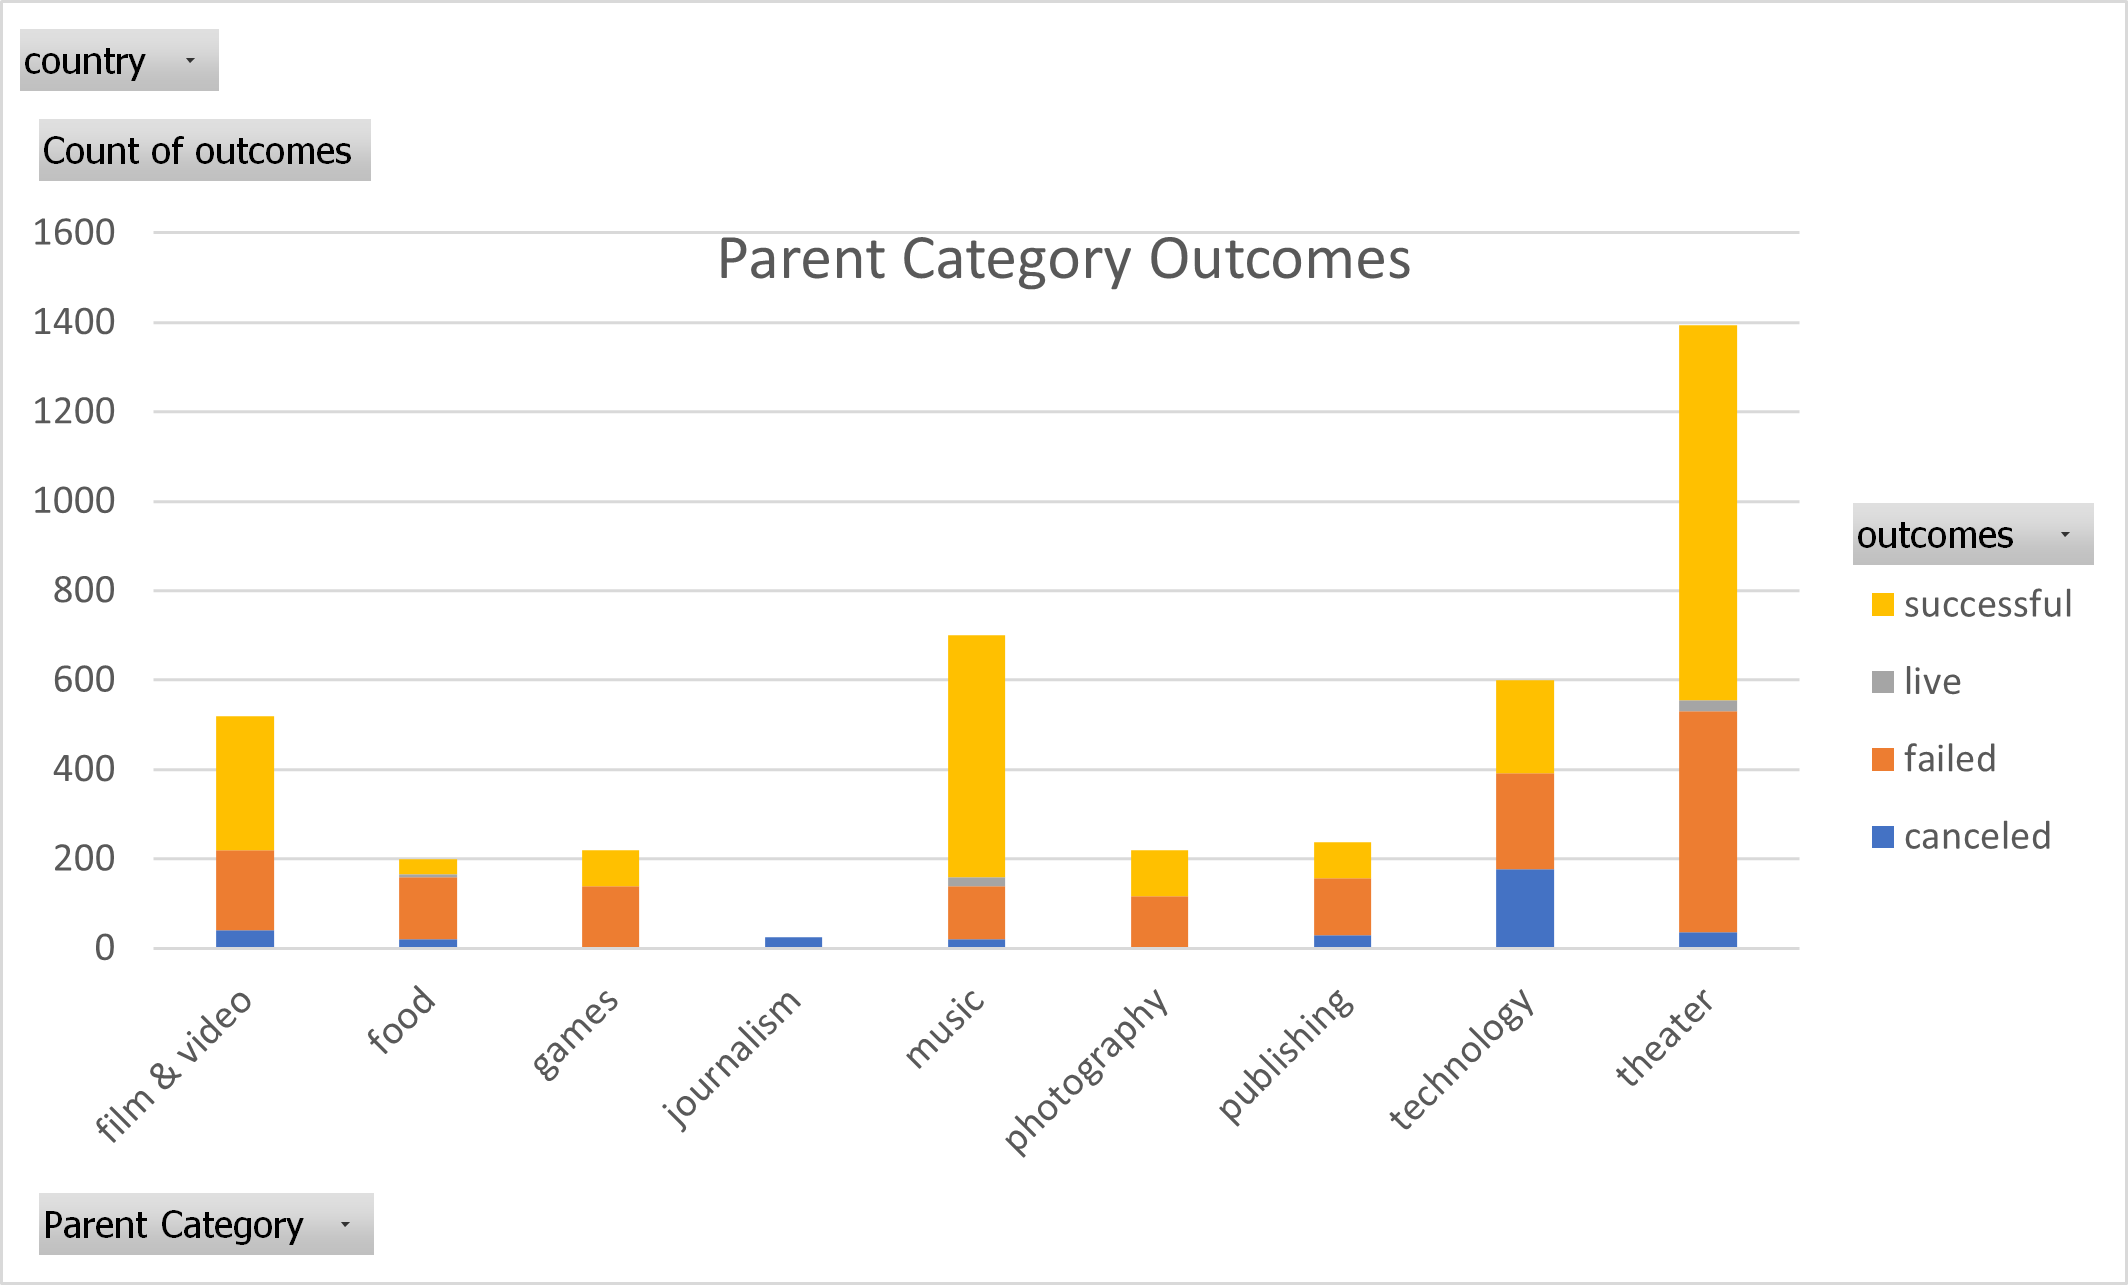 country
Count of outcomes
Parent Category Outcomes
1600
1400
1200
1000
800
600
400
200
0
film & video
food
games
journalism
music
photography
publishing
technology
theater
outcomes
successful
live
failed
canceled
Parent Category